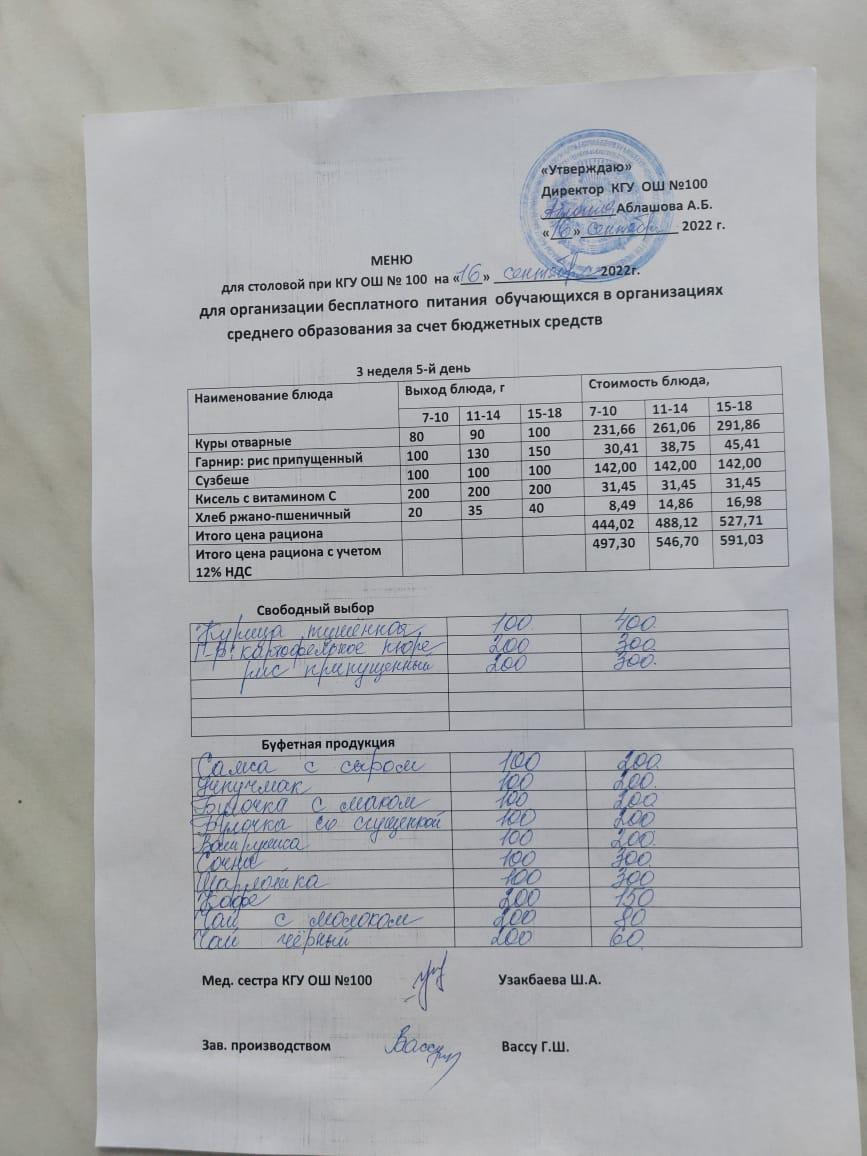 «Утверждаю»
Директор КГУ ОШ №100
Аблашова А.Б.
«16» сентябр 2022 г.
МЕНЮ
для столовой при КГУ ОШ № 100 на «16» сентябр 2022г.
для организации бесплатного питания обучающихся в организациях
среднего образования за счет бюджетных средств
3 неделя 5-й день
Наименование блюда Выход блюда, г Стоимость блюда,
7-10 11-14 15-18 7-10 11-14 15-18
Куры отварные 80 90 100 231,66 261,06 291,86
Гарнир: рис припущенный 100 130 150 30,41 38,75 45,41
Сузбеше 100 100 100 142,00 142,00 142,00
Кисель с витамином С 200 200 200 31,45 31,45 31,45
Хлеб ржано-пшеничный 20 35 40 8,49 14,86 16,98
Итого цена рациона 444,02 488,12 527,71
Итого цена рациона с учетом 497,30 546,70 591,03
12% НДС
Свободный выбор
Курица тушённая 100 400
Г-р: картофельное пюре 200 300
рис припущенный 200 300
Буфетная продукция
Самса с сыром 100 200
Учпучмак 100 200
Булочка с маком 100 200
Булочка со сгущенкой 100 200
Ватрушка 100 200
Сочни 100 300
Шарлотка 100 300
Кофе 200 150
Чай с молоком 200 80
Чай чёрный 200 60
Мед. сестра КГУ ОШ №100 Узакбаева Ш.А.
Зав. производством Вассу Г.Ш.